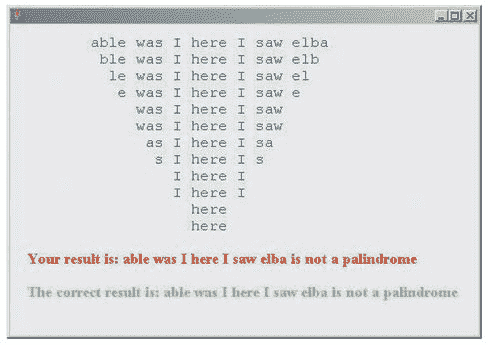 able was I here I saw elba
ble was I here I saw elb
le was I here I saw el
e was I here I saw e
was I here I saw
was I here I saw
as I here I sa
s I here I s
I here I
I here I
here
here
Your result is: able was I here I saw elba is not a palindrome
The correct result is: able was I here I saw elba is not a palindrome